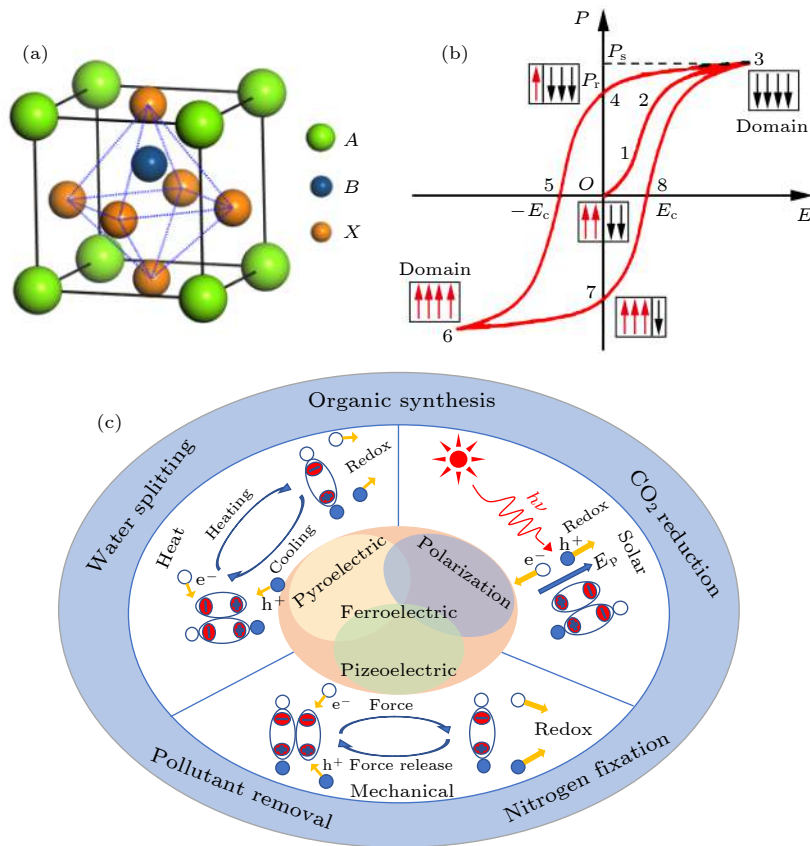 (a)
A
B
X
(b)
P
Ps
Pr
3
4
2
1
Domain
5
O
8
−Ec
Ec
E
Domain
7
6
(c)
Organic synthesis
Water splitting
CO2 reduction
Pollutant removal
Nitrogen fixation
Redox
Heating
Cooling
Heat
e−
h+
hν
Redox
h+
e−
EP
Solar
Pyroelectric
Polarization
Ferroelectric
Pizeoelectric
e−
Force
h+
Force release
Redox
Mechanical